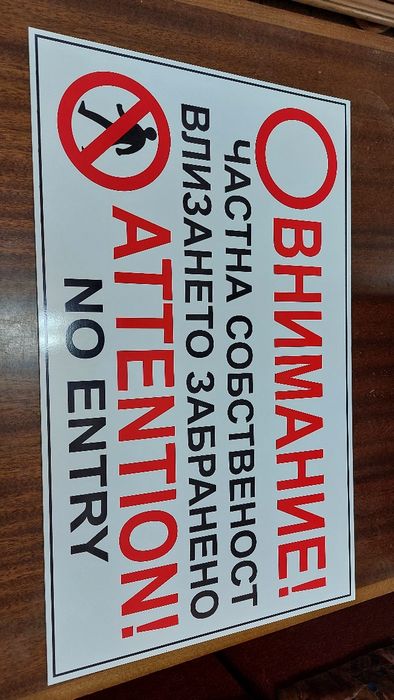 ВНИМАНИЕ!
ЧАСТНА СОБСТВЕНОСТ
ВЛИЗАНЕТО ЗАБРАНЕНО
ATTENTION!
NO ENTRY